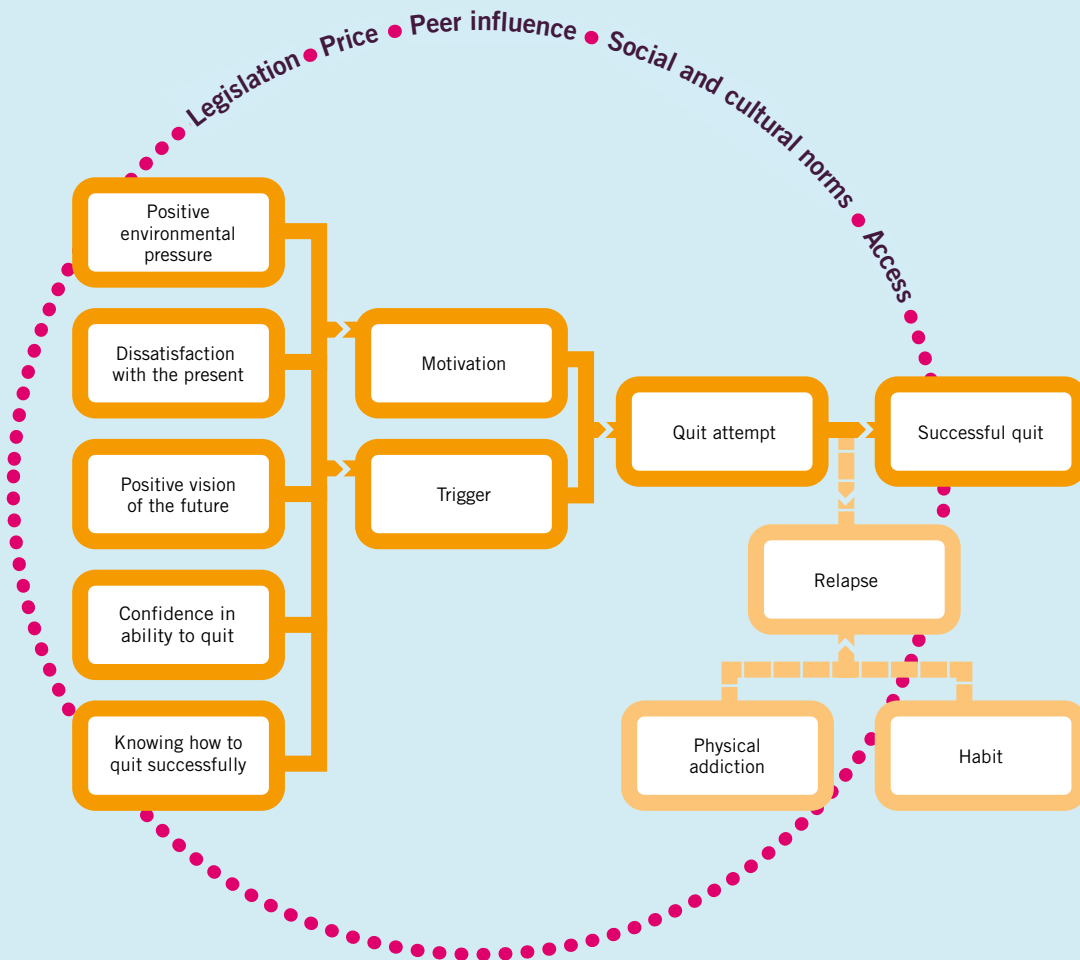 Legislation • Price • Peer influence • Social and cultural norms • Access
Positive
environmental
pressure
Dissatisfaction
with the present
Positive vision
of the future
Confidence in
ability to quit
Knowing how to
quit successfully
Motivation
Trigger
Quit attempt
Successful quit
Relapse
Physical
addiction
Habit